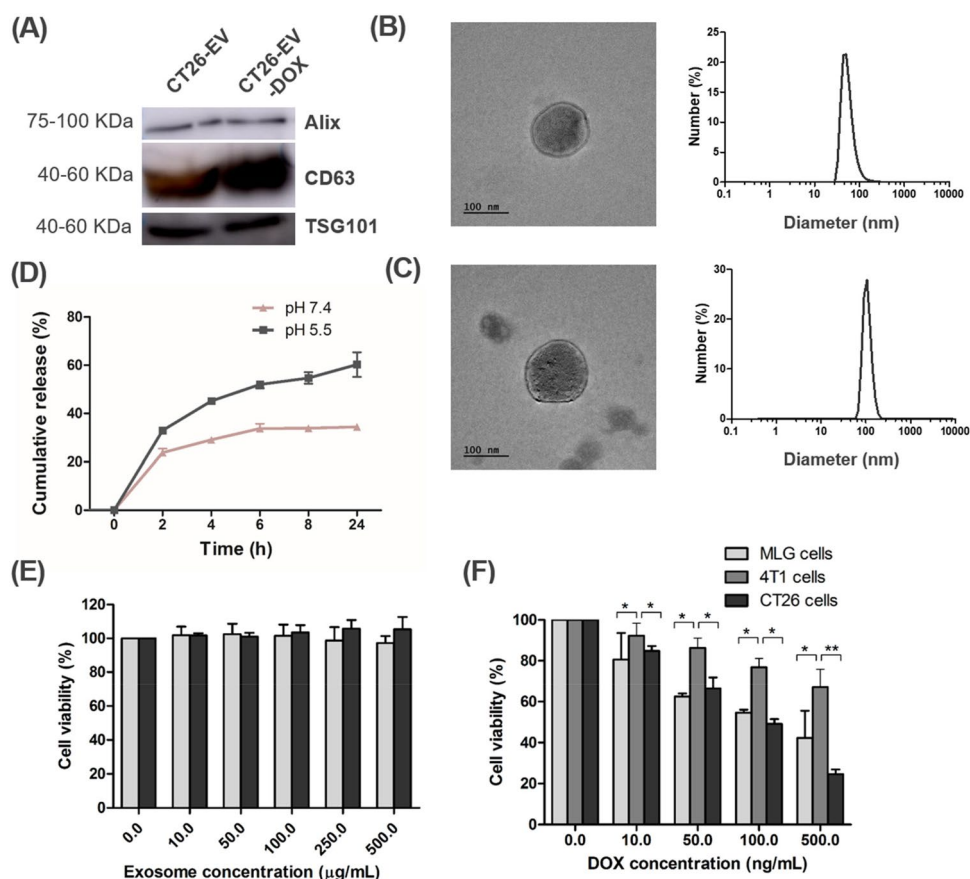 (A)
CT26-EV
CT26-EV
-DOX
75-100 KDa
Alix
40-60 KDa
CD63
40-60 KDa
TSG101
(B)
100 nm
Number (%)
25
20
15
10
5
0
0.1 1 10 100 1000 10000
Diameter (nm)
(C)
100 nm
Number (%)
30
20
10
0
0.1 1 10 100 1000 10000
Diameter (nm)
(D)
pH 7.4
pH 5.5
Cumulative release (%)
80
60
40
20
0
0 2 4 6 8 24
Time (h)
(E)
Cell viability (%)
120
100
80
60
40
20
0
0.0 10.0 50.0 100.0 250.0 500.0
Exosome concentration (μg/mL)
(F)
MLG cells
4T1 cells
CT26 cells
* * * * * * * **
Cell viability (%)
100
80
60
40
20
0
0.0 10.0 50.0 100.0 500.0
DOX concentration (ng/mL)